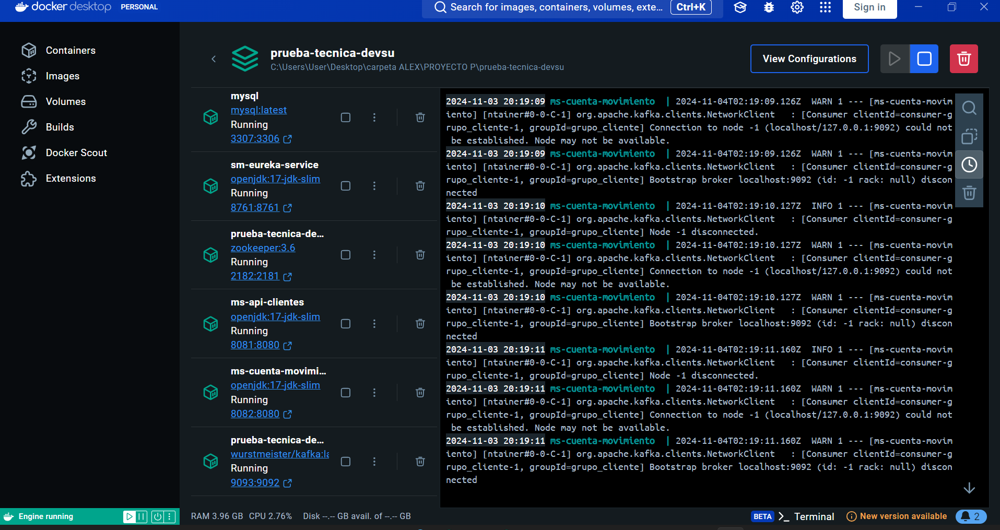 docker desktop PERSONAL
Search for images, containers, volumes, exte... Ctrl+K
Sign in
Containers
Images
Volumes
Builds
Docker Scout
Extensions
prueba-tecnica-devsu
C:\Users\User\Desktop\carpeta ALEX\PROYECTO P\prueba-tecnica-devsu
View Configurations
mysql
mysql:latest
Running
3307:3306
sm-eureka-service
openjdk:17-jdk-slim
Running
8761:8761
prueba-tecnica-de...
zookeeper:3.6
Running
2182:2181
ms-api-clientes
openjdk:17-jdk-slim
Running
8081:8080
ms-cuenta-movimi...
openjdk:17-jdk-slim
Running
8082:8080
prueba-tecnica-de...
wurstmeister/kafka:la
Running
9093:9092
2024-11-03 20:19:09 ms-cuenta-movimiento | 2024-11-04T02:19:09.126Z WARN 1 --- [ms-cuenta-movim
iento] [ntainer#0-0-C-1] org.apache.kafka.clients.NetworkClient : [Consumer clientId=consumer-g
rupo_cliente-1, groupId=grupo_cliente] Connection to node -1 (localhost/127.0.0.1:9092) could not
be established. Node may not be available.
2024-11-03 20:19:09 ms-cuenta-movimiento | 2024-11-04T02:19:09.126Z WARN 1 --- [ms-cuenta-movim
iento] [ntainer#0-0-C-1] org.apache.kafka.clients.NetworkClient : [Consumer clientId=consumer-g
rupo_cliente-1, groupId=grupo_cliente] Bootstrap broker localhost:9092 (id: -1 rack: null) discon
nected
2024-11-03 20:19:10 ms-cuenta-movimiento | 2024-11-04T02:19:10.127Z INFO 1 --- [ms-cuenta-movim
iento] [ntainer#0-0-C-1] org.apache.kafka.clients.NetworkClient : [Consumer clientId=consumer-g
rupo_cliente-1, groupId=grupo_cliente] Node -1 disconnected.
2024-11-03 20:19:10 ms-cuenta-movimiento | 2024-11-04T02:19:10.127Z WARN 1 --- [ms-cuenta-movim
iento] [ntainer#0-0-C-1] org.apache.kafka.clients.NetworkClient : [Consumer clientId=consumer-g
rupo_cliente-1, groupId=grupo_cliente] Connection to node -1 (localhost/127.0.0.1:9092) could not
be established. Node may not be available.
2024-11-03 20:19:10 ms-cuenta-movimiento | 2024-11-04T02:19:10.127Z WARN 1 --- [ms-cuenta-movim
iento] [ntainer#0-0-C-1] org.apache.kafka.clients.NetworkClient : [Consumer clientId=consumer-g
rupo_cliente-1, groupId=grupo_cliente] Bootstrap broker localhost:9092 (id: -1 rack: null) discon
nected
2024-11-03 20:19:11 ms-cuenta-movimiento | 2024-11-04T02:19:11.160Z INFO 1 --- [ms-cuenta-movim
iento] [ntainer#0-0-C-1] org.apache.kafka.clients.NetworkClient : [Consumer clientId=consumer-g
rupo_cliente-1, groupId=grupo_cliente] Node -1 disconnected.
2024-11-03 20:19:11 ms-cuenta-movimiento | 2024-11-04T02:19:11.160Z WARN 1 --- [ms-cuenta-movim
iento] [ntainer#0-0-C-1] org.apache.kafka.clients.NetworkClient : [Consumer clientId=consumer-g
rupo_cliente-1, groupId=grupo_cliente] Connection to node -1 (localhost/127.0.0.1:9092) could not
be established. Node may not be available.
2024-11-03 20:19:11 ms-cuenta-movimiento | 2024-11-04T02:19:11.160Z WARN 1 --- [ms-cuenta-movim
iento] [ntainer#0-0-C-1] org.apache.kafka.clients.NetworkClient : [Consumer clientId=consumer-g
rupo_cliente-1, groupId=grupo_cliente] Bootstrap broker localhost:9092 (id: -1 rack: null) discon
nected
Engine running
RAM 3.96 GB CPU 2.76% Disk --.-- GB avail. of --.-- GB
BETA >_ Terminal
New version available
2